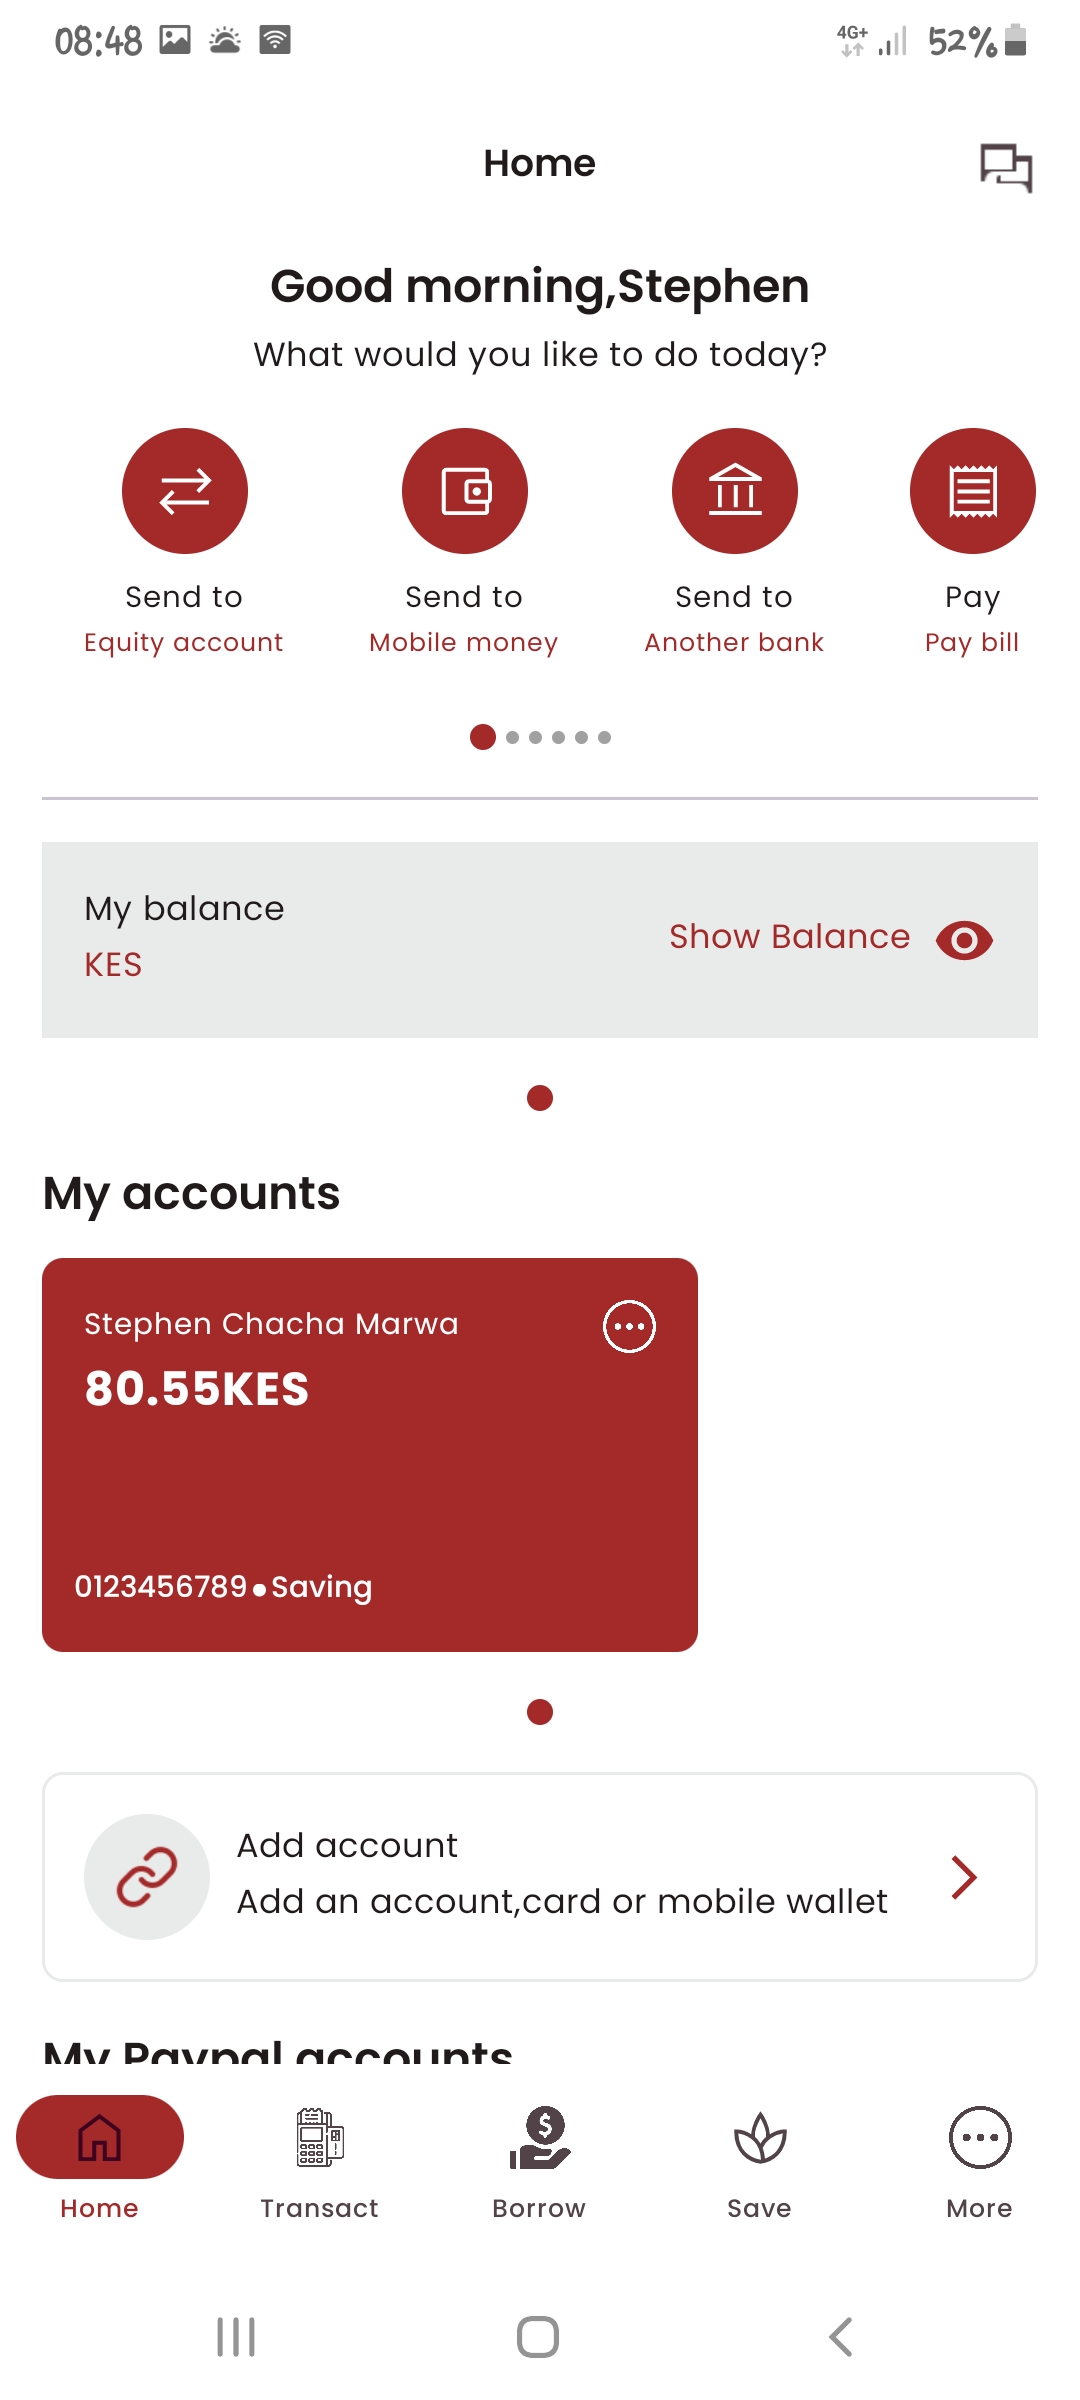 08:48 4G+ 52%
Home
Good morning,Stephen
What would you like to do today?
Send to Send to Send to Pay
Equity account Mobile money Another bank Pay bill
My balance
KES
Show Balance
My accounts
Stephen Chacha Marwa
80.55KES
0123456789●Saving
Add account
Add an account,card or mobile wallet
My Paypal accounts
Home Transact Borrow Save More